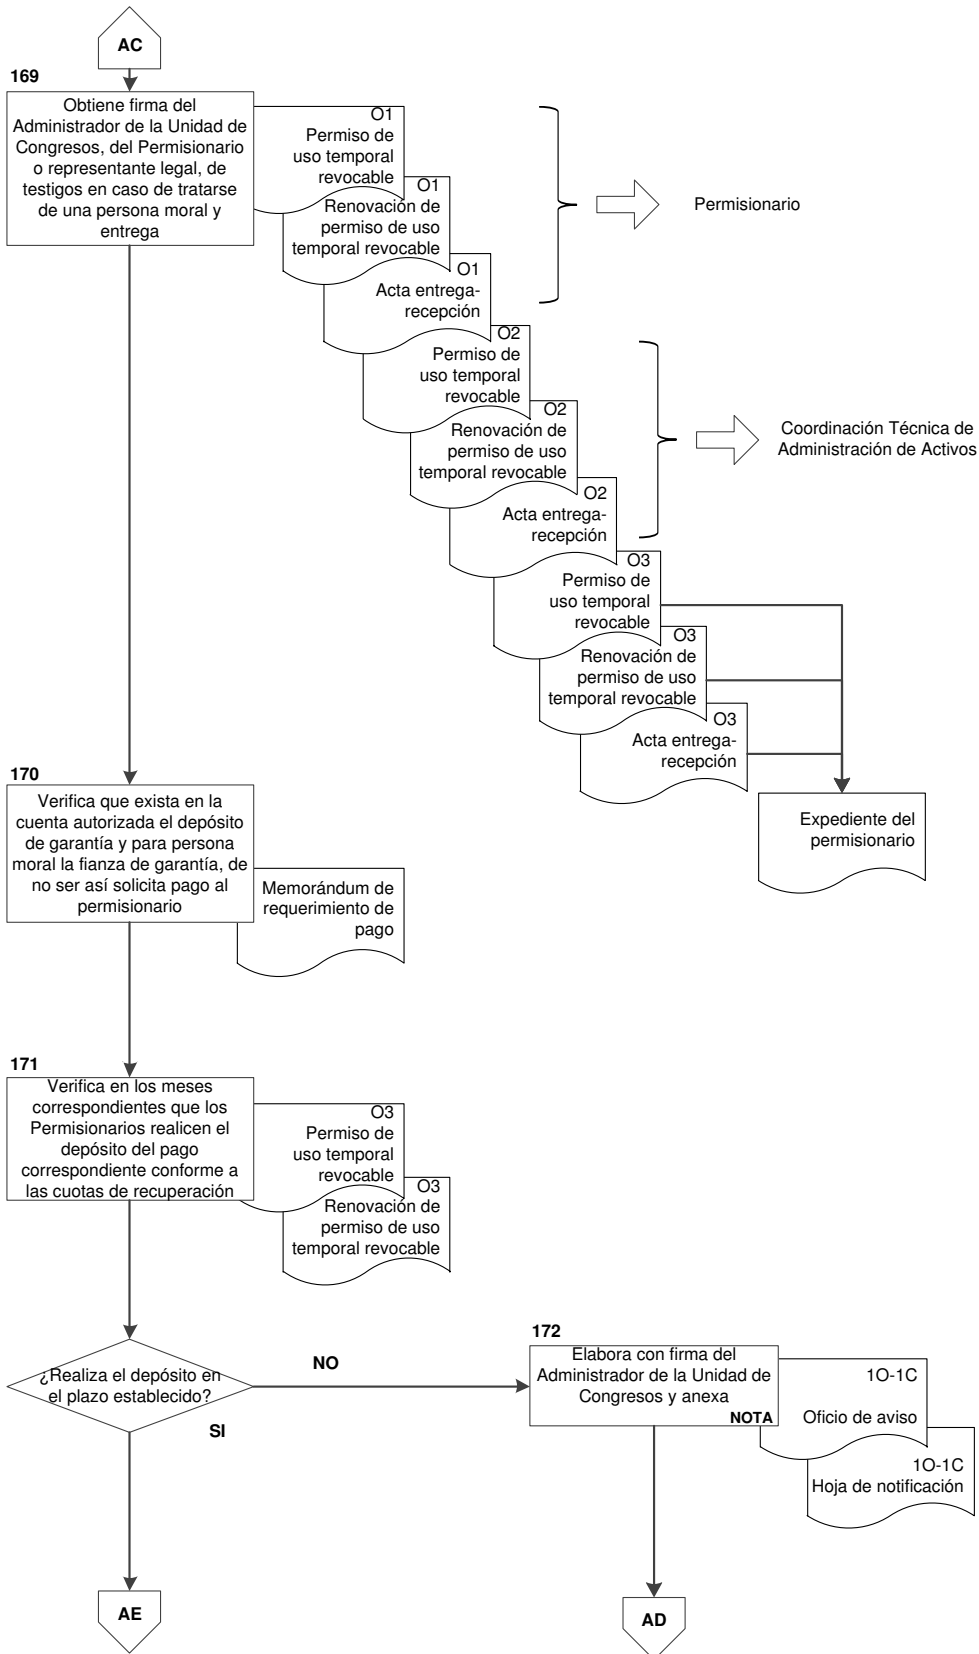 AC
169
Obtiene firma del
Administrador de la Unidad de
Congresos, del Permisionario
o representante legal, de
testigos en caso de tratarse
de una persona moral y
entrega
O1
Permiso de
uso temporal
revocable
O1
Renovación de
permiso de uso
temporal revocable
O1
Acta entrega-
recepción
Permisionario
O2
Permiso de
uso temporal
revocable
O2
Renovación de
permiso de uso
temporal revocable
O2
Acta entrega-
recepción
Coordinación Técnica de
Administración de Activos
O3
Permiso de
uso temporal
revocable
O3
Renovación de
permiso de uso
temporal revocable
O3
Acta entrega-
recepción
Expediente del
permisionario
170
Verifica que exista en la
cuenta autorizada el depósito
de garantía y para persona
moral la fianza de garantía, de
no ser así solicita pago al
permisionario
Memorándum de
requerimiento de
pago
171
Verifica en los meses
correspondientes que los
Permisionarios realicen el
depósito del pago
correspondiente conforme a
las cuotas de recuperación
O3
Permiso de
uso temporal
revocable
O3
Renovación de
permiso de uso
temporal revocable
¿Realiza el depósito en
el plazo establecido?
NO
SI
172
Elabora con firma del
Administrador de la Unidad de
Congresos y anexa
NOTA
1O-1C
Oficio de aviso
1O-1C
Hoja de notificación
AE
AD